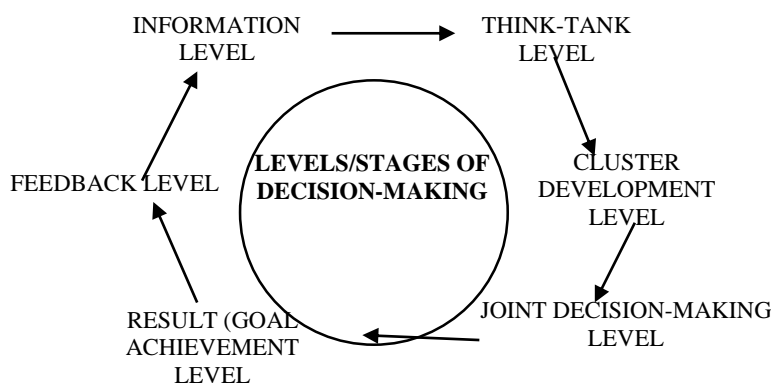 INFORMATION
LEVEL
THINK-TANK
LEVEL
CLUSTER
DEVELOPMENT
LEVEL
JOINT DECISION-MAKING
LEVEL
RESULT (GOAL
ACHIEVEMENT
LEVEL
FEEDBACK LEVEL
LEVELS/STAGES OF
DECISION-MAKING